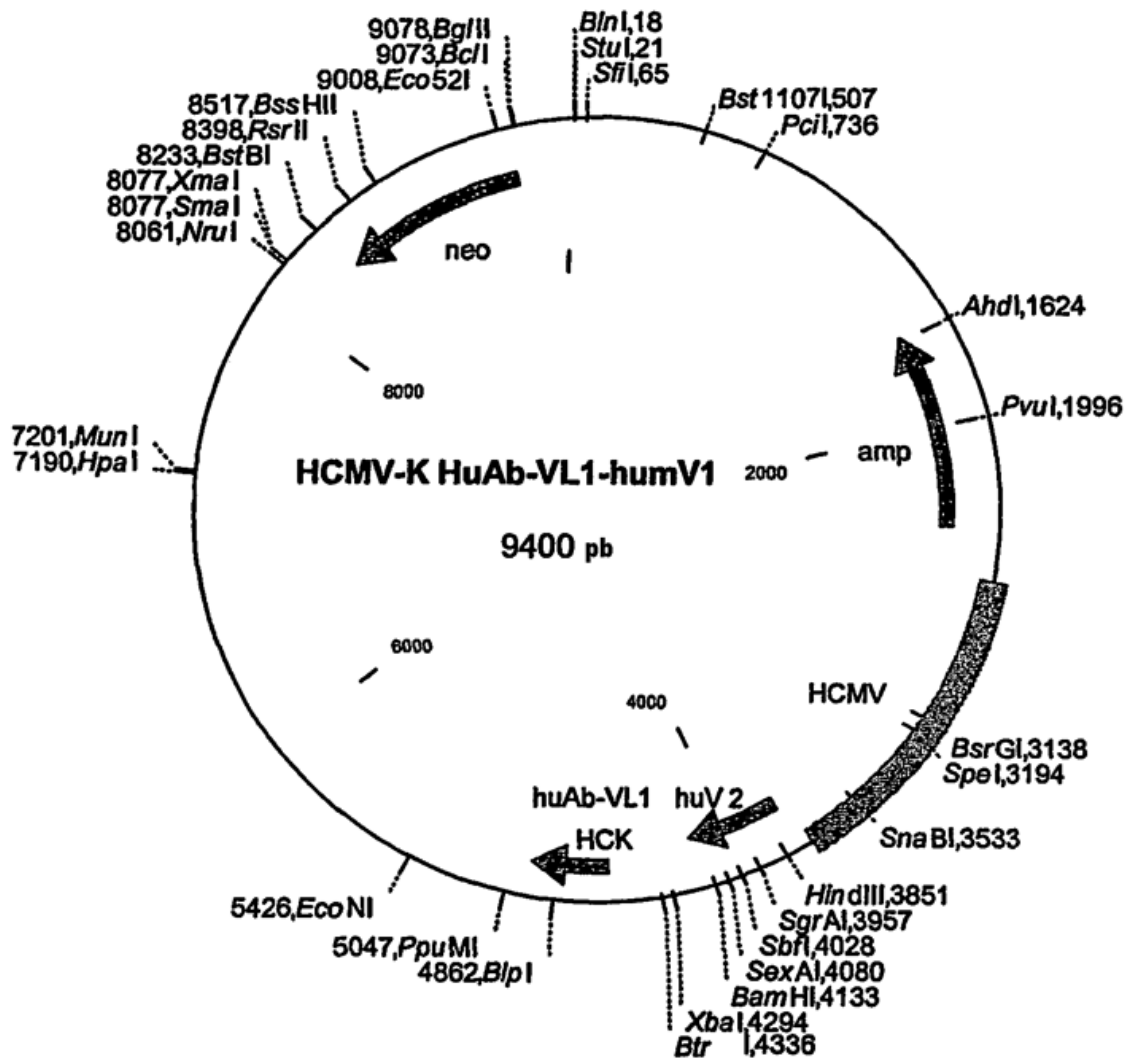 9078,BglII
9073,BclI
9008,Eco52I
8517,BssHII
8398,RsrII
8233,BstBI
8077,XmaI
8077,SmaI
8061,NruI
BlnI,18
StuI,21
SfiI,65
Bst1107I,507
PciI,736
AhdI,1624
PvuI,1996
neo
8000
7201,MunI
7190,HpaI
HCMV-K HuAb-VL1-humV1
2000
amp
9400 pb
6000
4000
HCMV
BsrGI,3138
SpeI,3194
huAb-VL1 huV2
HCK
SnaBI,3533
5426,EcoNI
5047,PpuMI
4862,BlpI
HindIII,3851
SgrAI,3957
SbfI,4028
SexAI,4080
BamHI,4133
XbaI,4294
Btr I,4336